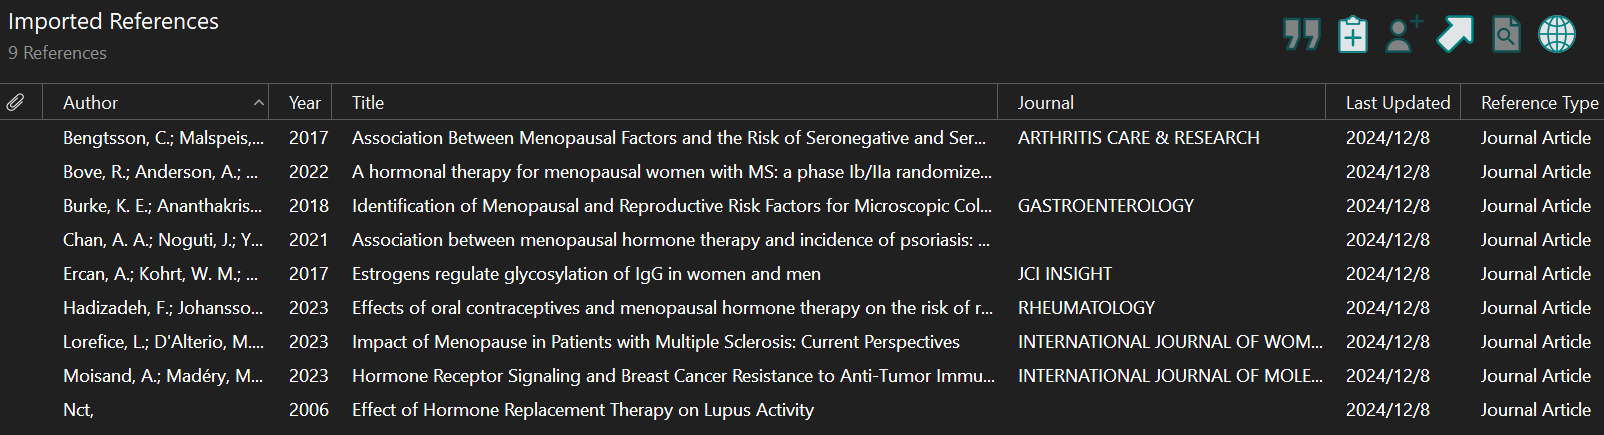 Imported References
9 References
Author Year Title Journal Last Updated Reference Type
Bengtsson, C.; Malspeis,... 2017 Association Between Menopausal Factors and the Risk of Seronegative and Ser... ARTHRITIS CARE & RESEARCH 2024/12/8 Journal Article
Bove, R.; Anderson, A.; ... 2022 A hormonal therapy for menopausal women with MS: a phase Ib/IIa randomize... 2024/12/8 Journal Article
Burke, K. E.; Ananthakris... 2018 Identification of Menopausal and Reproductive Risk Factors for Microscopic Col... GASTROENTEROLOGY 2024/12/8 Journal Article
Chan, A. A.; Noguti, J.; Y... 2021 Association between menopausal hormone therapy and incidence of psoriasis: ... 2024/12/8 Journal Article
Ercan, A.; Kohrt, W. M.; ... 2017 Estrogens regulate glycosylation of IgG in women and men JCI INSIGHT 2024/12/8 Journal Article
Hadizadeh, F.; Johansso... 2023 Effects of oral contraceptives and menopausal hormone therapy on the risk of r... RHEUMATOLOGY 2024/12/8 Journal Article
Lorefice, L.; D'Alterio, M.... 2023 Impact of Menopause in Patients with Multiple Sclerosis: Current Perspectives INTERNATIONAL JOURNAL OF WOM... 2024/12/8 Journal Article
Moisand, A.; Madéry, M... 2023 Hormone Receptor Signaling and Breast Cancer Resistance to Anti-Tumor Immu... INTERNATIONAL JOURNAL OF MOLE... 2024/12/8 Journal Article
Nct, 2006 Effect of Hormone Replacement Therapy on Lupus Activity 2024/12/8 Journal Article